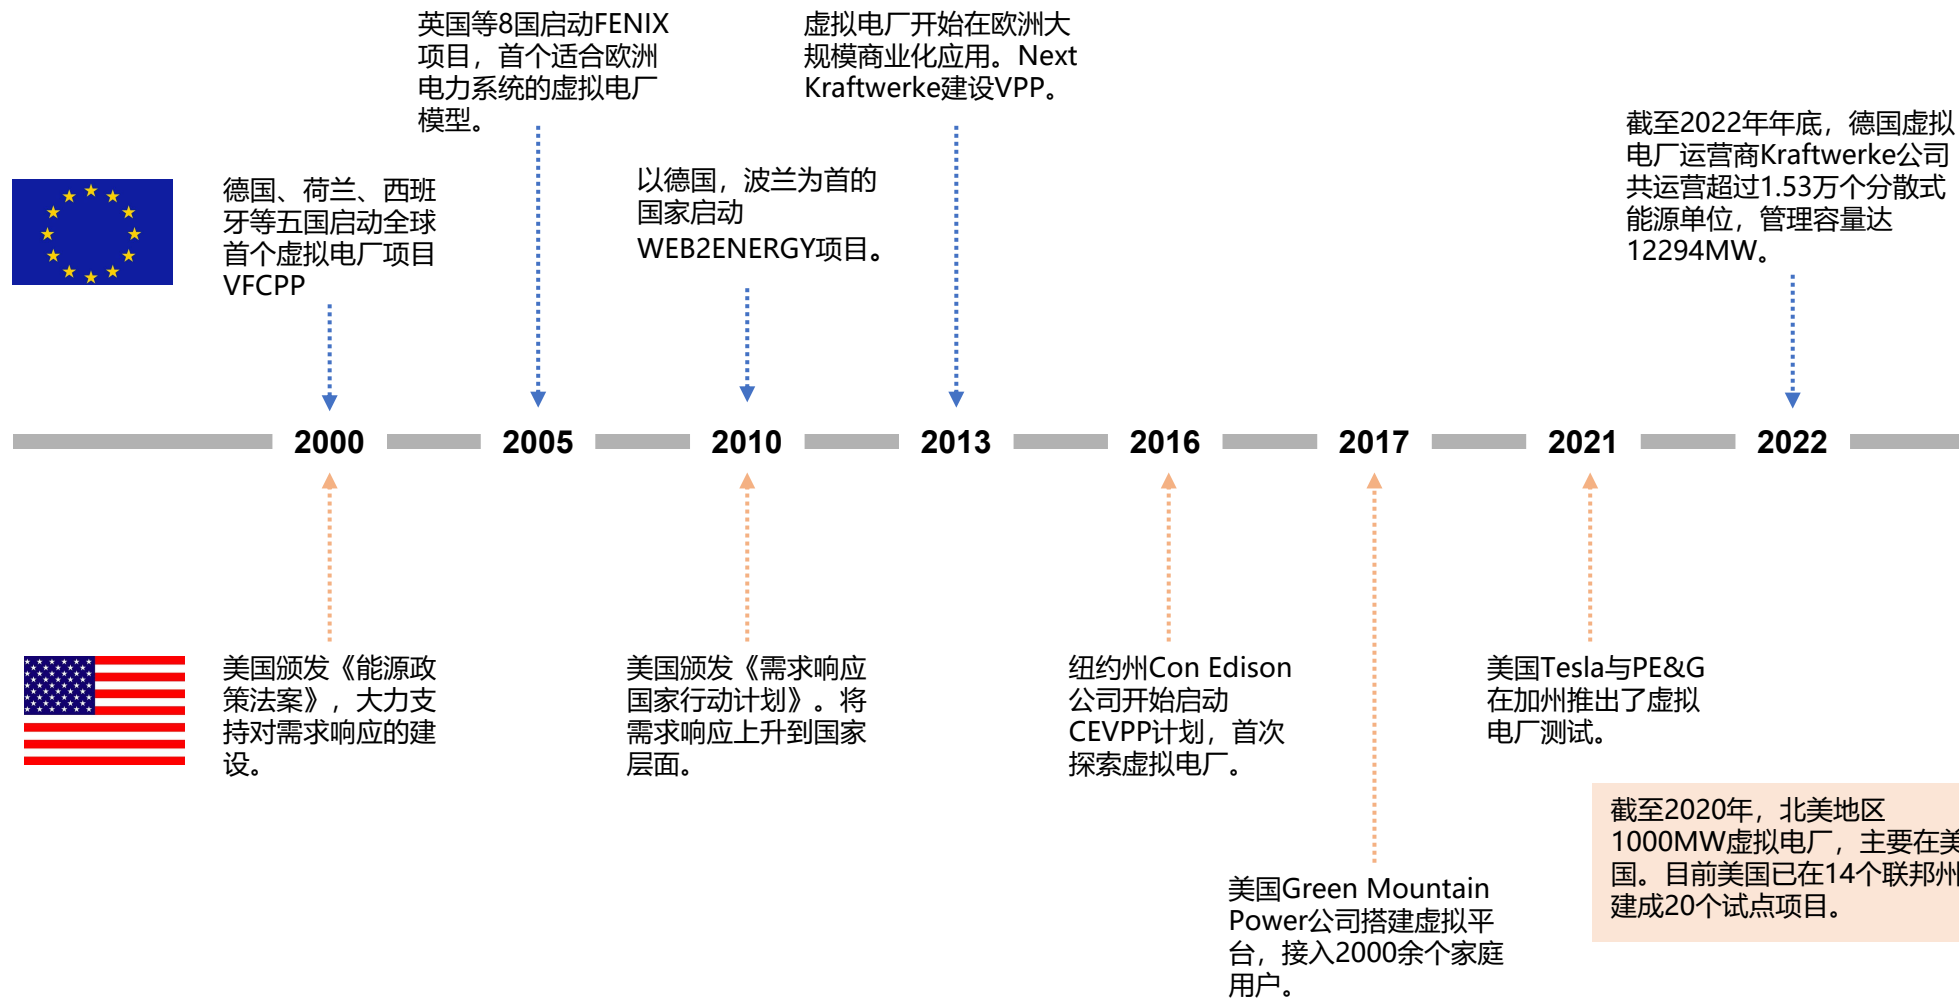 英国等8国启动FENIX
项目，首个适合欧洲
电力系统的虚拟电厂
模型。
虚拟电厂开始在欧洲大
规模商业化应用。Next
Kraftwerke建设VPP。
截至2022年年底，德国虚拟
电厂运营商Kraftwerke公司
共运营超过1.53万个分散式
能源单位，管理容量达
12294MW。
德国、荷兰、西班
牙等五国启动全球
首个虚拟电厂项目
VFCPP
以德国，波兰为首的
国家启动
WEB2ENERGY项目。
2000
2005
2010
2013
2016
2017
2021
2022
美国颁发《能源政
策法案》，大力支
持对需求响应的建
设。
美国颁发《需求响应
国家行动计划》。将
需求响应上升到国家
层面。
纽约州Con Edison
公司开始启动
CEVPP计划，首次
探索虚拟电厂。
美国Tesla与PE&G
在加州推出了虚拟
电厂测试。
美国Green Mountain
Power公司搭建虚拟平
台，接入2000余个家庭
用户。
截至2020年，北美地区
1000MW虚拟电厂，主要在美
国。目前美国已在14个联邦州
建成20个试点项目。